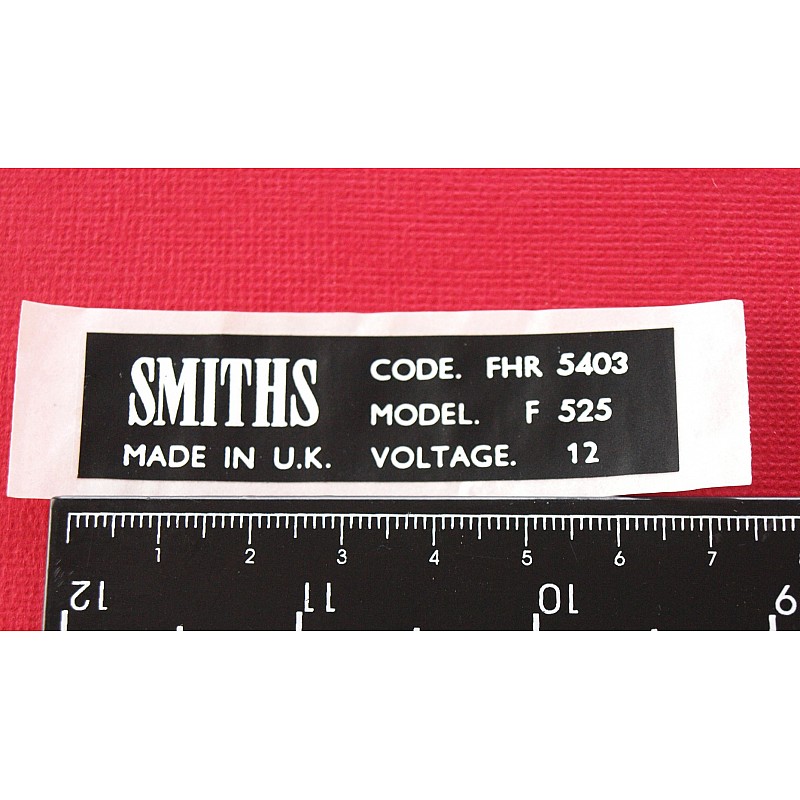 SMITHS
MADE IN U.K.
CODE. FHR 5403
MODEL. F 525
VOLTAGE. 12
1 2 3 4 5 6 7
12 11 10 9